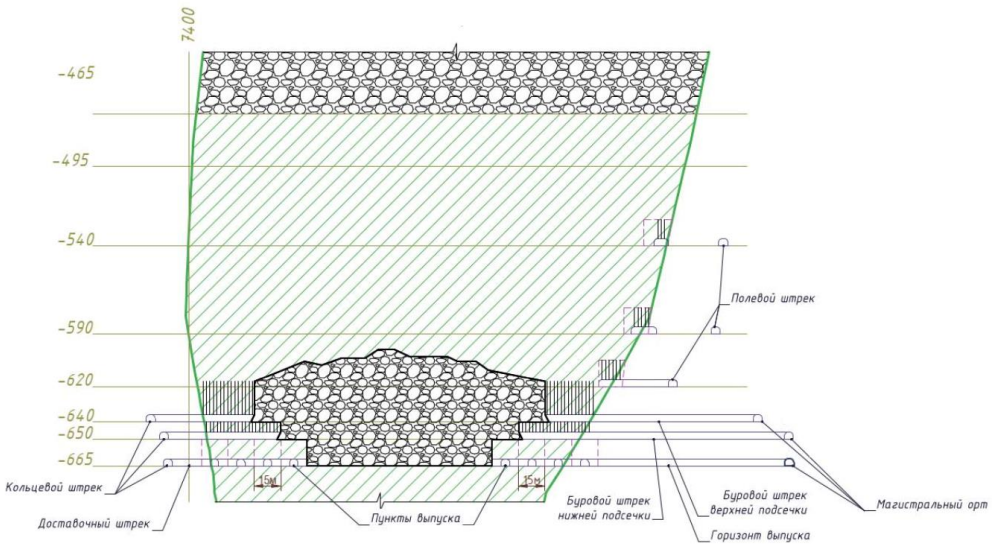 7400
-465
-495
-540
Полевой штрек
-590
-620
-640
-650
-665
15м
15м
Кольцевой штрек
Доставочный штрек
Пункты выпуска
Буровой штрек
нижней подсечки
Буровой штрек
верхней подсечки
Горизонт выпуска
Магистральный орт